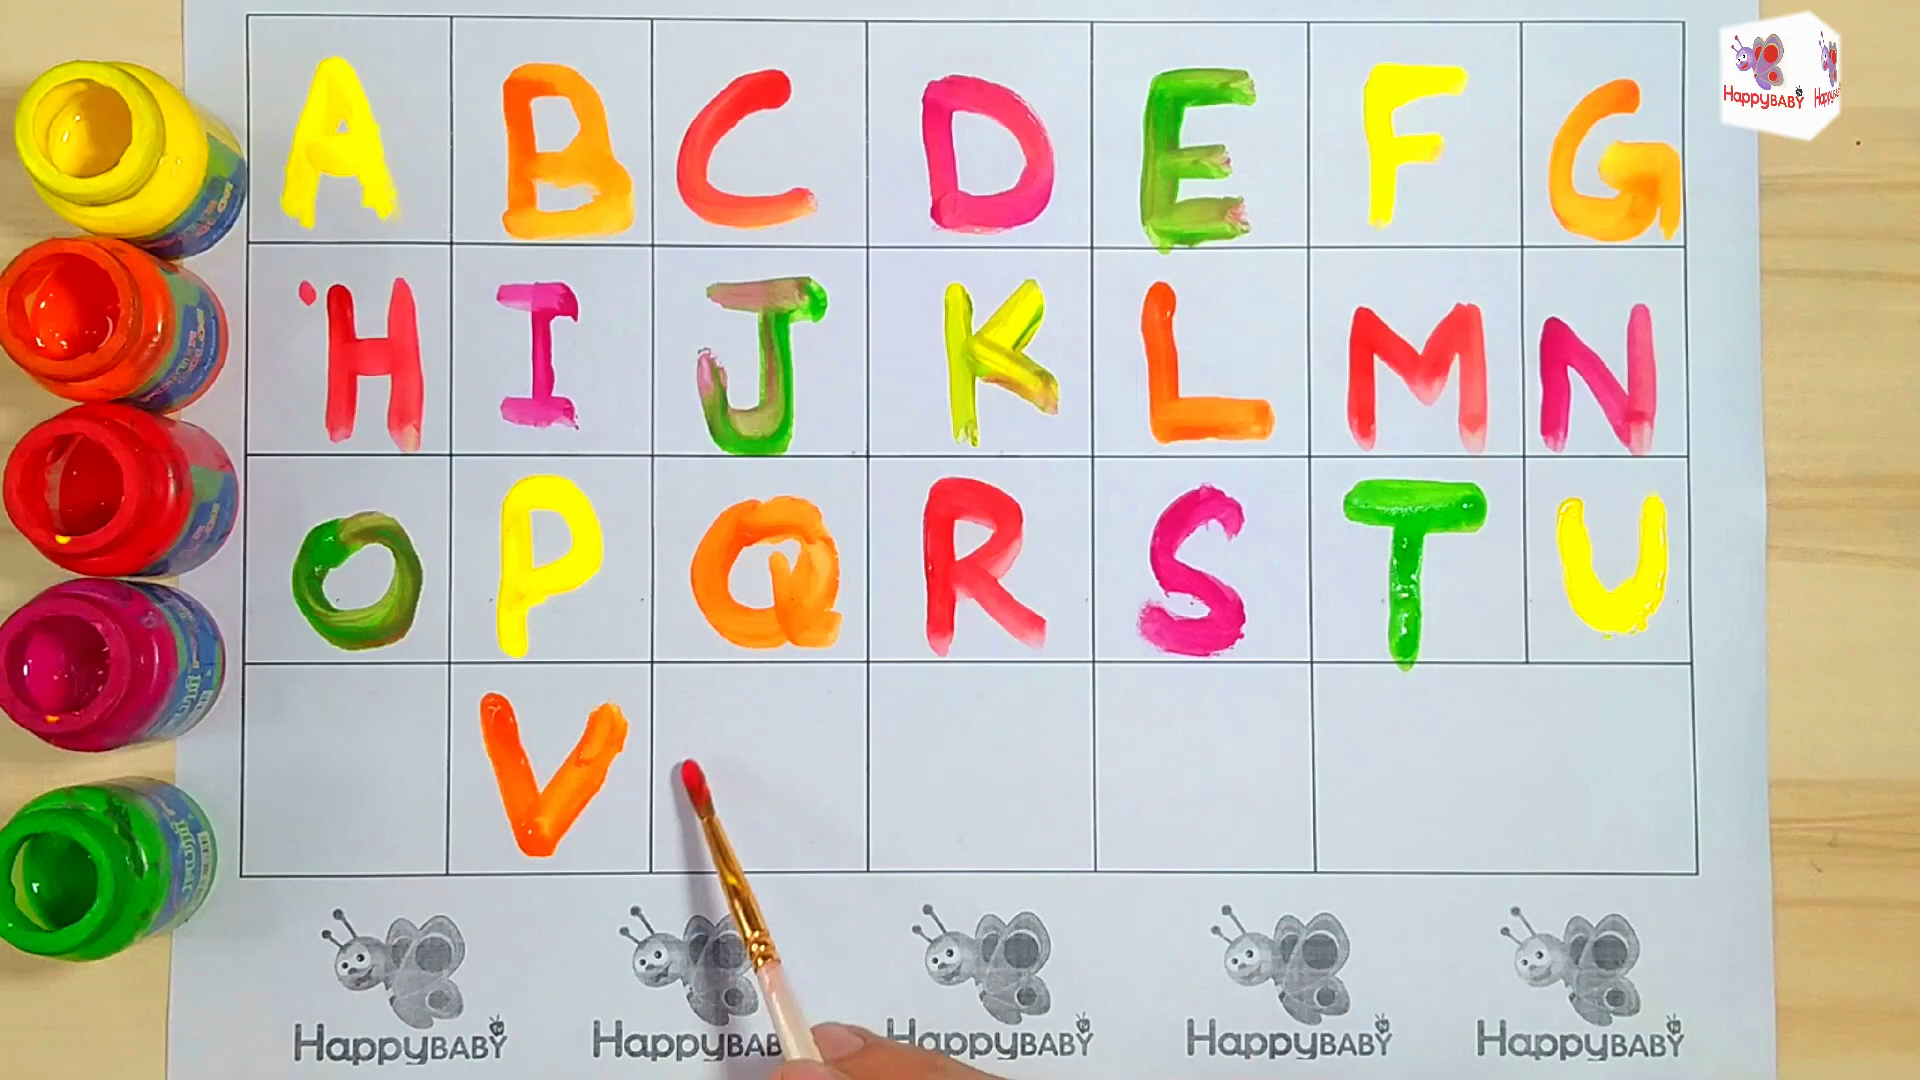 A B C D E F G
H I J K L M N
O P Q R S T U
V
HappyBABY HappyBABY HappyBABY HappyBABY HappyBABY
HappyBABY